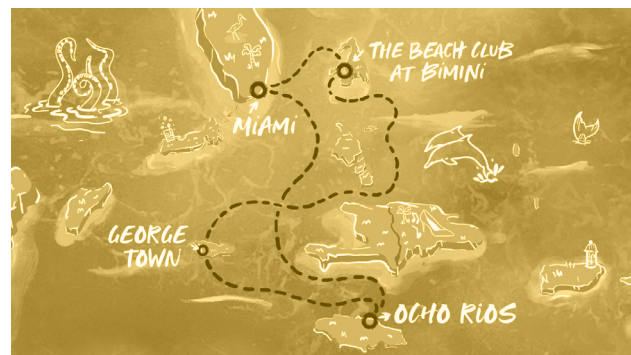 THE BEACH CLUB
AT BIMINI
MIAMI
GEORGE
TOWN
OCHO RIOS